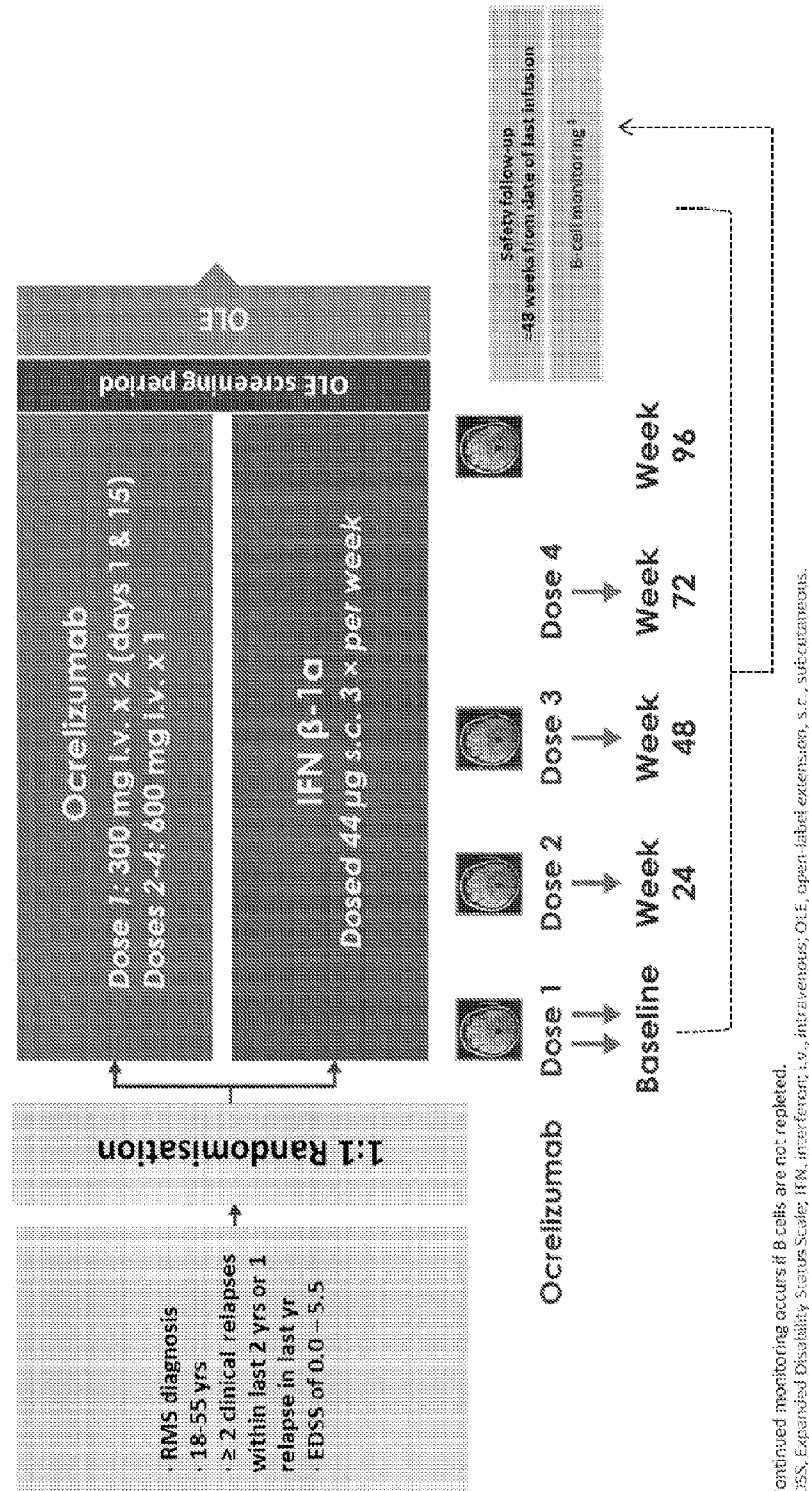 · RMS diagnosis
· 18-55 yrs
· ≥ 2 clinical relapses
within last 2 yrs or 1
relapse in last yr
· EDSS of 0.0 – 5.5
1:1 Randomisation
Ocrelizumab
Dose 1: 300 mg i.v. x 2 (days 1 & 15)
Doses 2-4: 600 mg i.v. x 1
IFN β-1a
Dosed 44 µg s.c. 3 × per week
OLE screening period
OLE
Ocrelizumab
Dose 1
Dose 2
Dose 3
Dose 4
Baseline
Week
24
Week
48
Week
72
Week
96
Safety follow-up
weeks from date of last infusion
B-cell monitoring
monitoring occurs if B cells are not repleted.
Expanded Disability Status Scale; IFN, interferon; i.v., intravenous; OLE, open-label extension, s.c. subcutaneous.